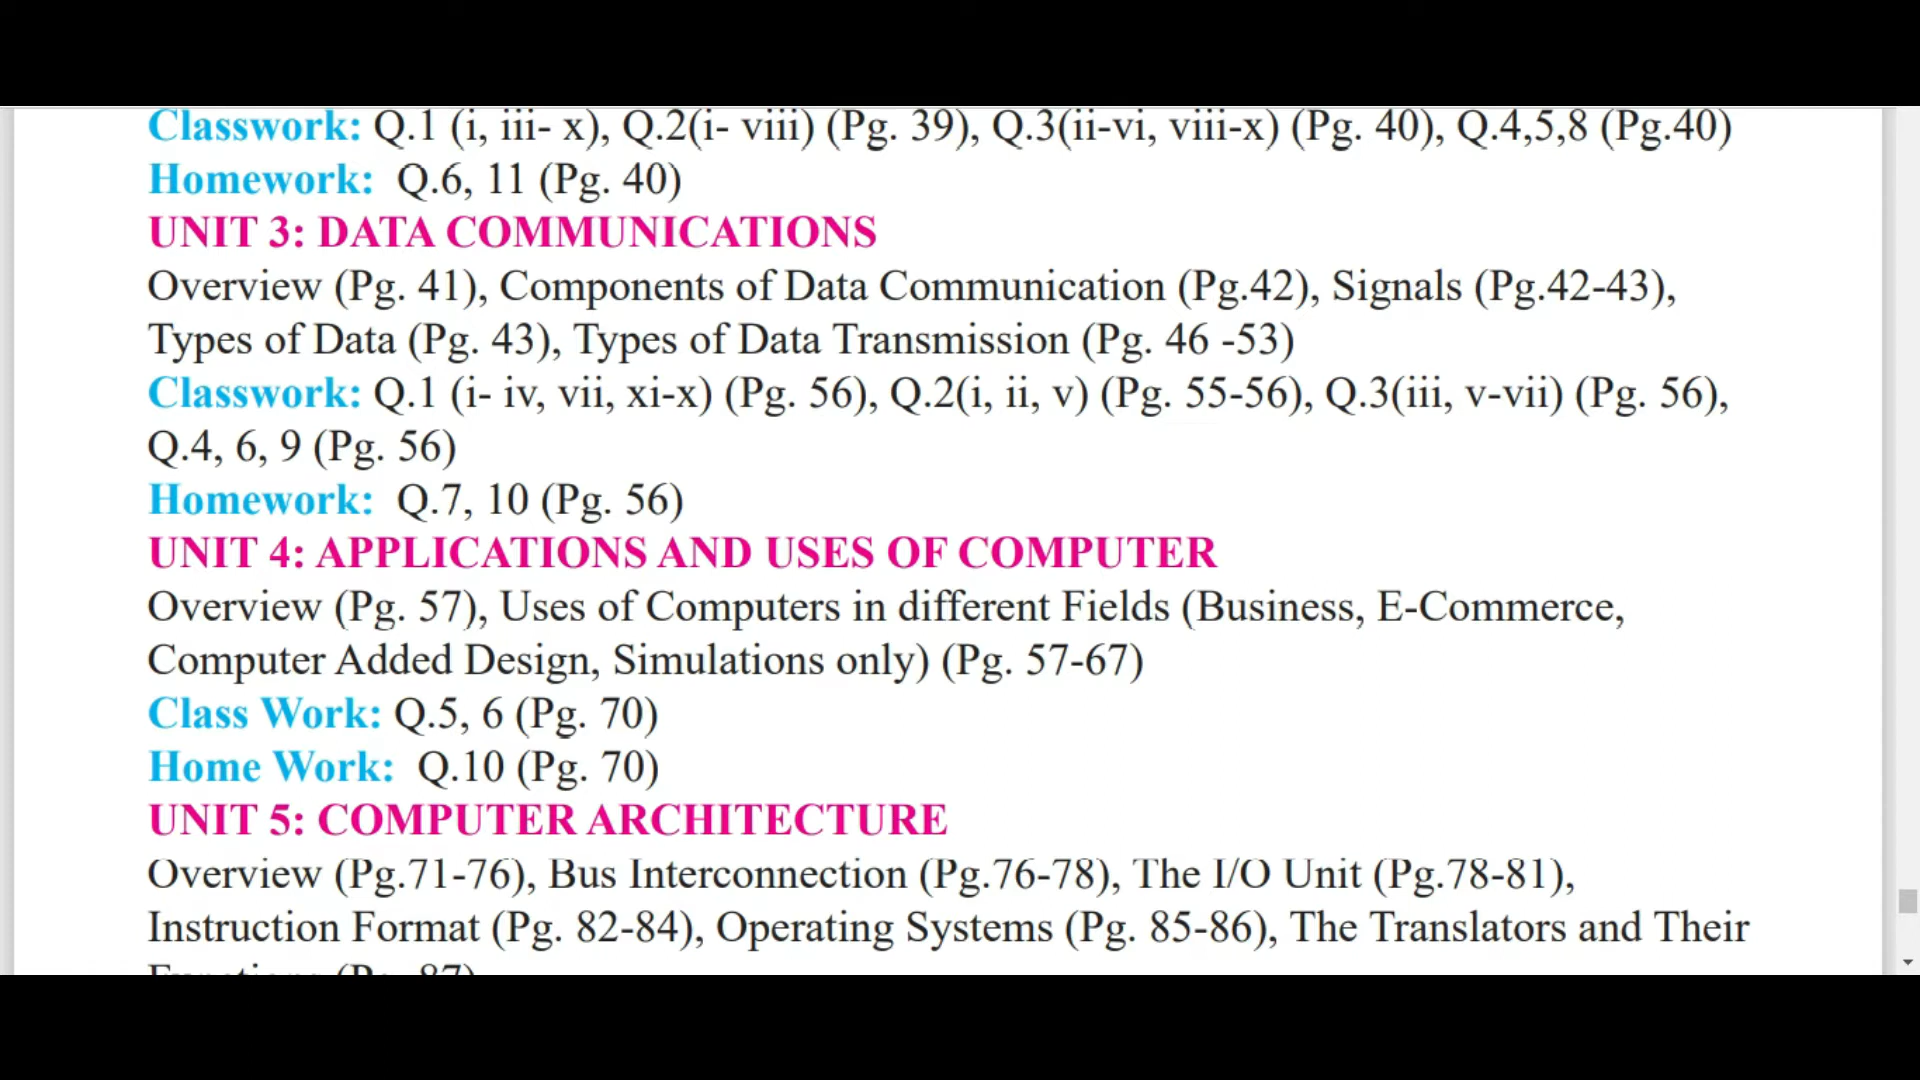 Classwork: Q.1 (i, iii- x), Q.2(i- viii) (Pg. 39), Q.3(ii-vi, viii-x) (Pg. 40), Q.4,5,8 (Pg.40)
Homework: Q.6, 11 (Pg. 40)
UNIT 3: DATA COMMUNICATIONS
Overview (Pg. 41), Components of Data Communication (Pg.42), Signals (Pg.42-43),
Types of Data (Pg. 43), Types of Data Transmission (Pg. 46 -53)
Classwork: Q.1 (i- iv, vii, xi-x) (Pg. 56), Q.2(i, ii, v) (Pg. 55-56), Q.3(iii, v-vii) (Pg. 56),
Q.4, 6, 9 (Pg. 56)
Homework: Q.7, 10 (Pg. 56)
UNIT 4: APPLICATIONS AND USES OF COMPUTER
Overview (Pg. 57), Uses of Computers in different Fields (Business, E-Commerce,
Computer Added Design, Simulations only) (Pg. 57-67)
Class Work: Q.5, 6 (Pg. 70)
Home Work: Q.10 (Pg. 70)
UNIT 5: COMPUTER ARCHITECTURE
Overview (Pg.71-76), Bus Interconnection (Pg.76-78), The I/O Unit (Pg.78-81),
Instruction Format (Pg. 82-84), Operating Systems (Pg. 85-86), The Translators and Their
Functions (Pg. 87)